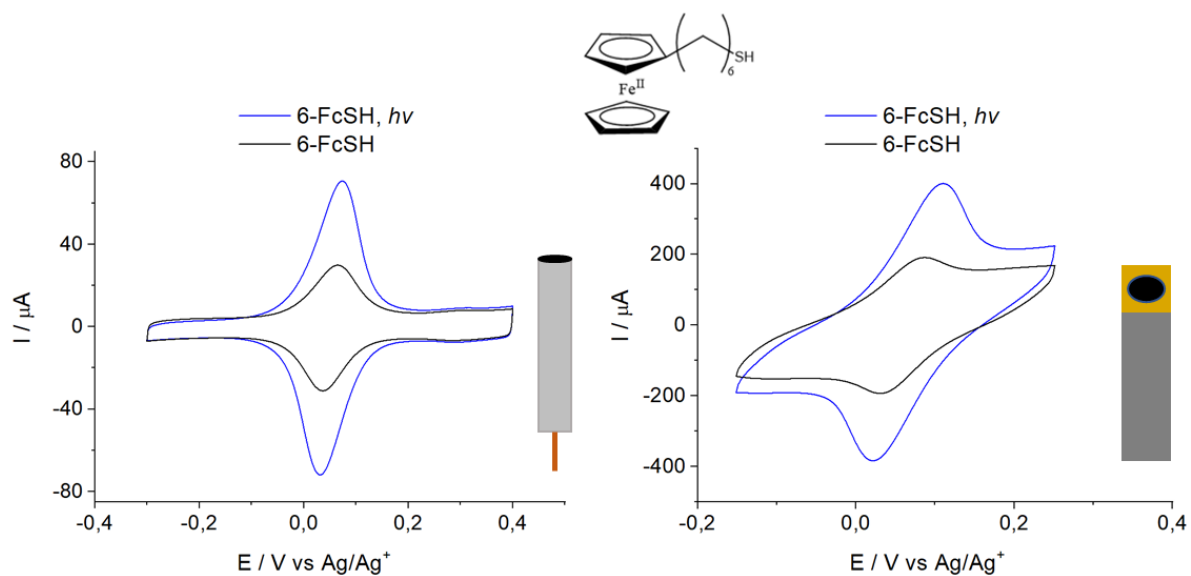 SH
6
Fe^II
6-FcSH, hν
6-FcSH
80
40
0
-40
-80
I / μA
-0,4
-0,2
0,0
0,2
0,4
E / V vs Ag/Ag⁺
6-FcSH, hν
6-FcSH
400
200
0
-200
-400
I / μA
-0,2
0,0
0,2
0,4
E / V vs Ag/Ag⁺